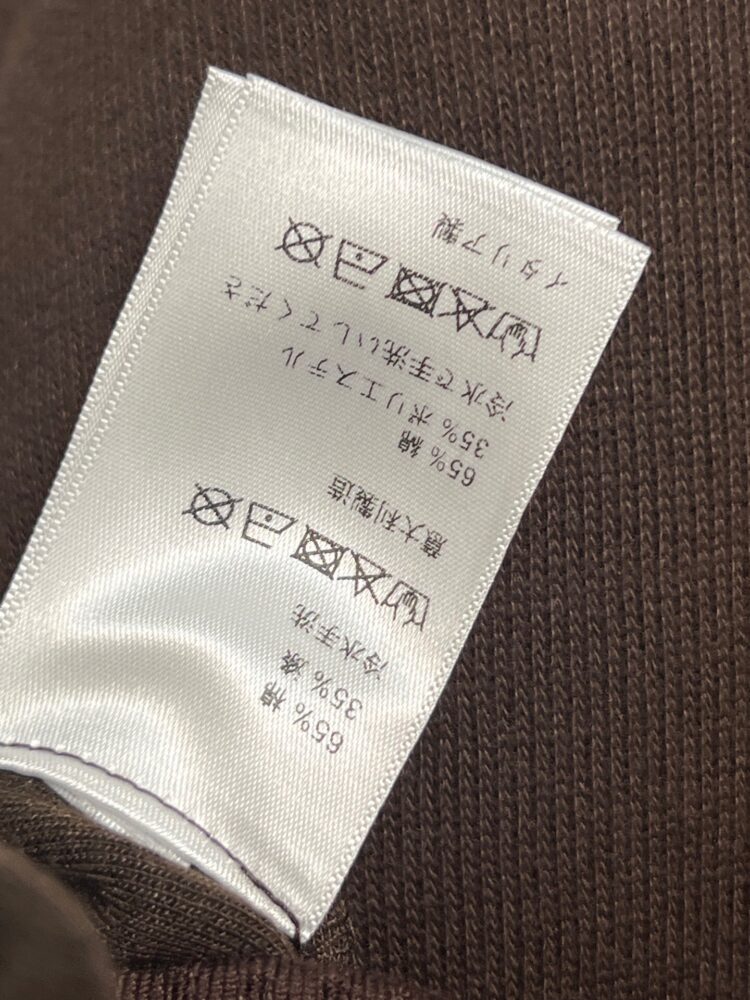 65% 棉
35% 涤
冷水手洗
意大利製造
65% 綿
35% ポリエステル
冷水で手洗いしてくださ
イタリア製